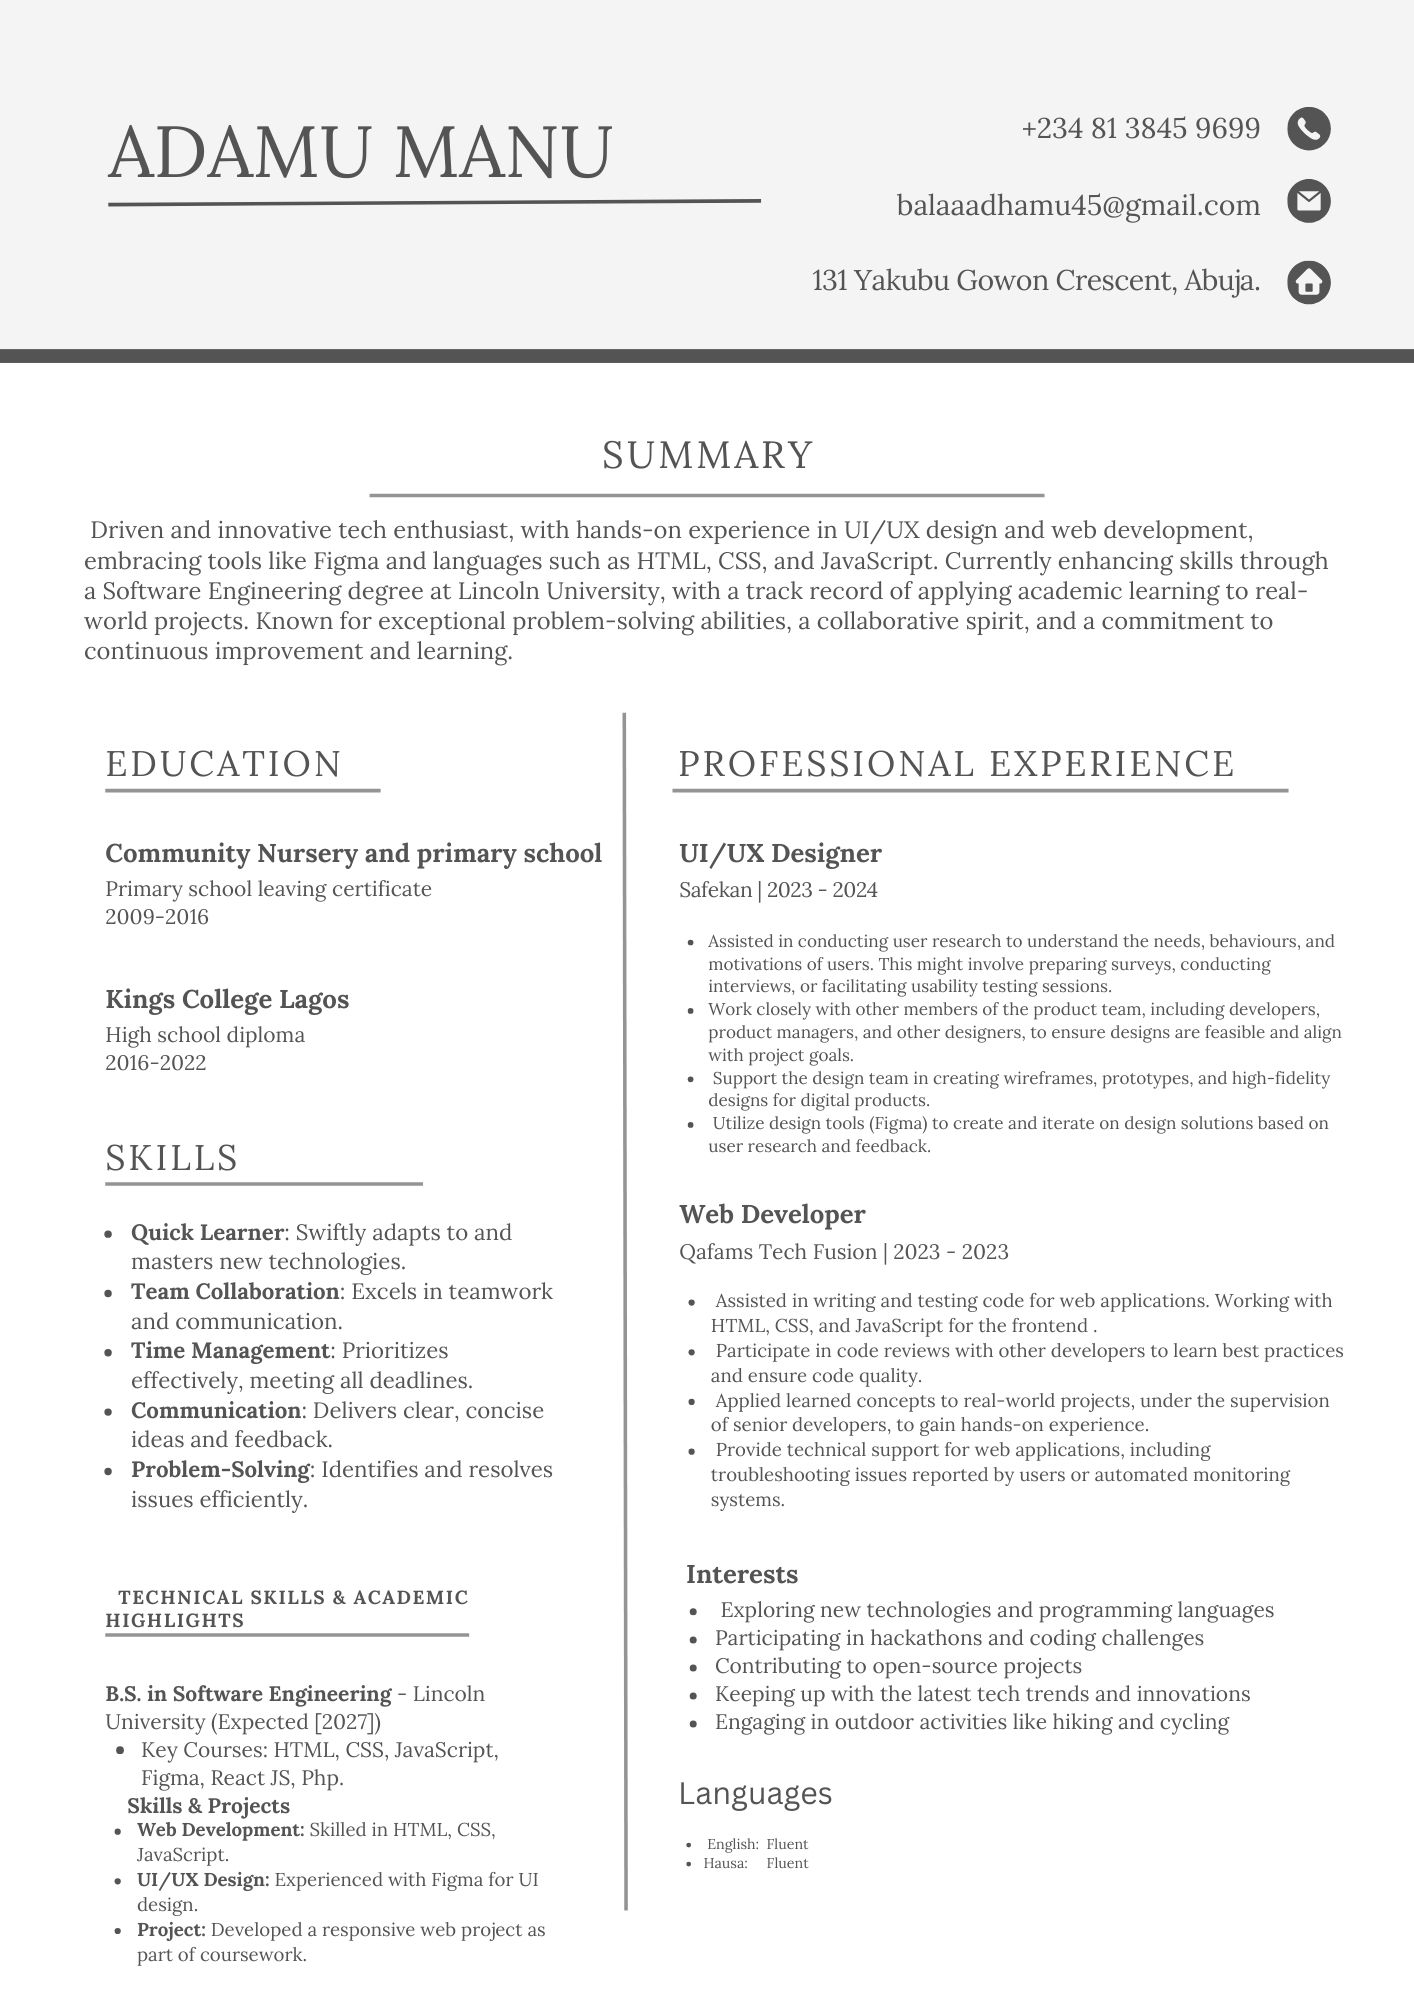 ADAMU MANU
+234 81 3845 9699
balaaadhamu45@gmail.com
131 Yakubu Gowon Crescent, Abuja.
SUMMARY
Driven and innovative tech enthusiast, with hands-on experience in UI/UX design and web development,
embracing tools like Figma and languages such as HTML, CSS, and JavaScript. Currently enhancing skills through
a Software Engineering degree at Lincoln University, with a track record of applying academic learning to real-
world projects. Known for exceptional problem-solving abilities, a collaborative spirit, and a commitment to
continuous improvement and learning.
EDUCATION
Community Nursery and primary school
Primary school leaving certificate
2009-2016
Kings College Lagos
High school diploma
2016-2022
SKILLS
• Quick Learner: Swiftly adapts to and
masters new technologies.
• Team Collaboration: Excels in teamwork
and communication.
• Time Management: Prioritizes
effectively, meeting all deadlines.
• Communication: Delivers clear, concise
ideas and feedback.
• Problem-Solving: Identifies and resolves
issues efficiently.
TECHNICAL SKILLS & ACADEMIC
HIGHLIGHTS
B.S. in Software Engineering - Lincoln
University (Expected [2027])
• Key Courses: HTML, CSS, JavaScript,
Figma, React JS, Php.
Skills & Projects
• Web Development: Skilled in HTML, CSS,
JavaScript.
• UI/UX Design: Experienced with Figma for UI
design.
• Project: Developed a responsive web project as
part of coursework.
PROFESSIONAL EXPERIENCE
UI/UX Designer
Safekan | 2023 - 2024
• Assisted in conducting user research to understand the needs, behaviours, and
motivations of users. This might involve preparing surveys, conducting
interviews, or facilitating usability testing sessions.
• Work closely with other members of the product team, including developers,
product managers, and other designers, to ensure designs are feasible and align
with project goals.
• Support the design team in creating wireframes, prototypes, and high-fidelity
designs for digital products.
• Utilize design tools (Figma) to create and iterate on design solutions based on
user research and feedback.
Web Developer
Qafams Tech Fusion | 2023 - 2023
• Assisted in writing and testing code for web applications. Working with
HTML, CSS, and JavaScript for the frontend .
• Participate in code reviews with other developers to learn best practices
and ensure code quality.
• Applied learned concepts to real-world projects, under the supervision
of senior developers, to gain hands-on experience.
• Provide technical support for web applications, including
troubleshooting issues reported by users or automated monitoring
systems.
Interests
• Exploring new technologies and programming languages
• Participating in hackathons and coding challenges
• Contributing to open-source projects
• Keeping up with the latest tech trends and innovations
• Engaging in outdoor activities like hiking and cycling
Languages
• English: Fluent
• Hausa: Fluent